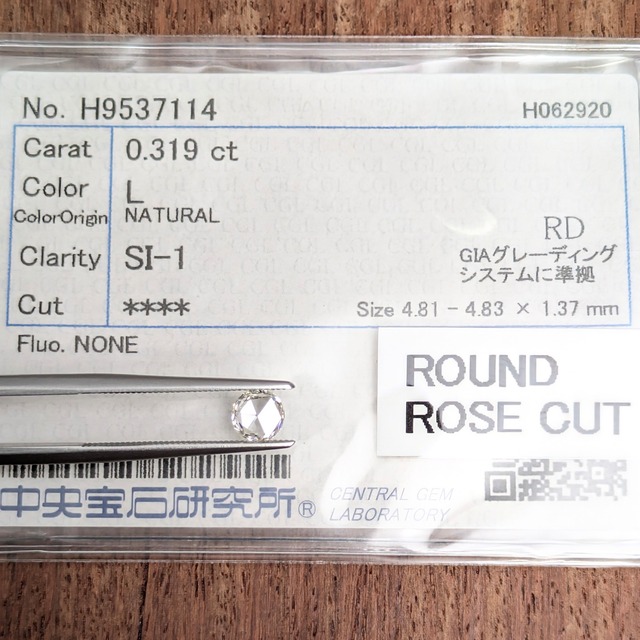 No. H9537114 H062920
Carat 0.319 ct
Color L
ColorOrigin NATURAL
RD
Clarity SI-1 GIAグレーディング
システムに準拠
Cut **** Size 4.81 - 4.83 × 1.37 mm
Fluo. NONE
ROUND
ROSE CUT
中央宝石研究所® CENTRAL GEM
LABORATORY